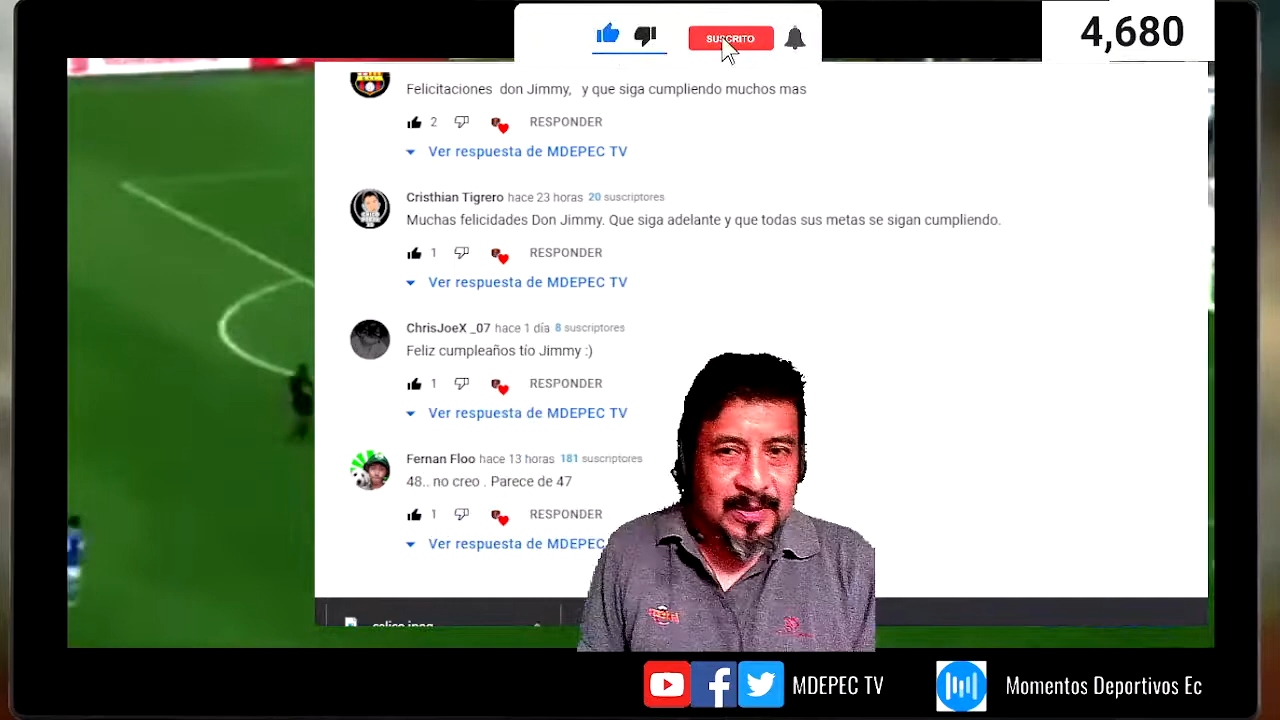 SUSCRITO
4,680
Felicitaciones don Jimmy, y que siga cumpliendo muchos mas
2 RESPONDER
Ver respuesta de MDEPEC TV
Cristhian Tigrero hace 23 horas 20 suscriptores
Muchas felicidades Don Jimmy. Que siga adelante y que todas sus metas se sigan cumpliendo.
1 RESPONDER
Ver respuesta de MDEPEC TV
ChrisJoeX _07 hace 1 día 8 suscriptores
Feliz cumpleaños tío Jimmy :)
1 RESPONDER
Ver respuesta de MDEPEC TV
Fernan Floo hace 13 horas 181 suscriptores
48.. no creo . Parece de 47
1 RESPONDER
Ver respuesta de MDEPEC
MDEPEC TV
Momentos Deportivos Ec